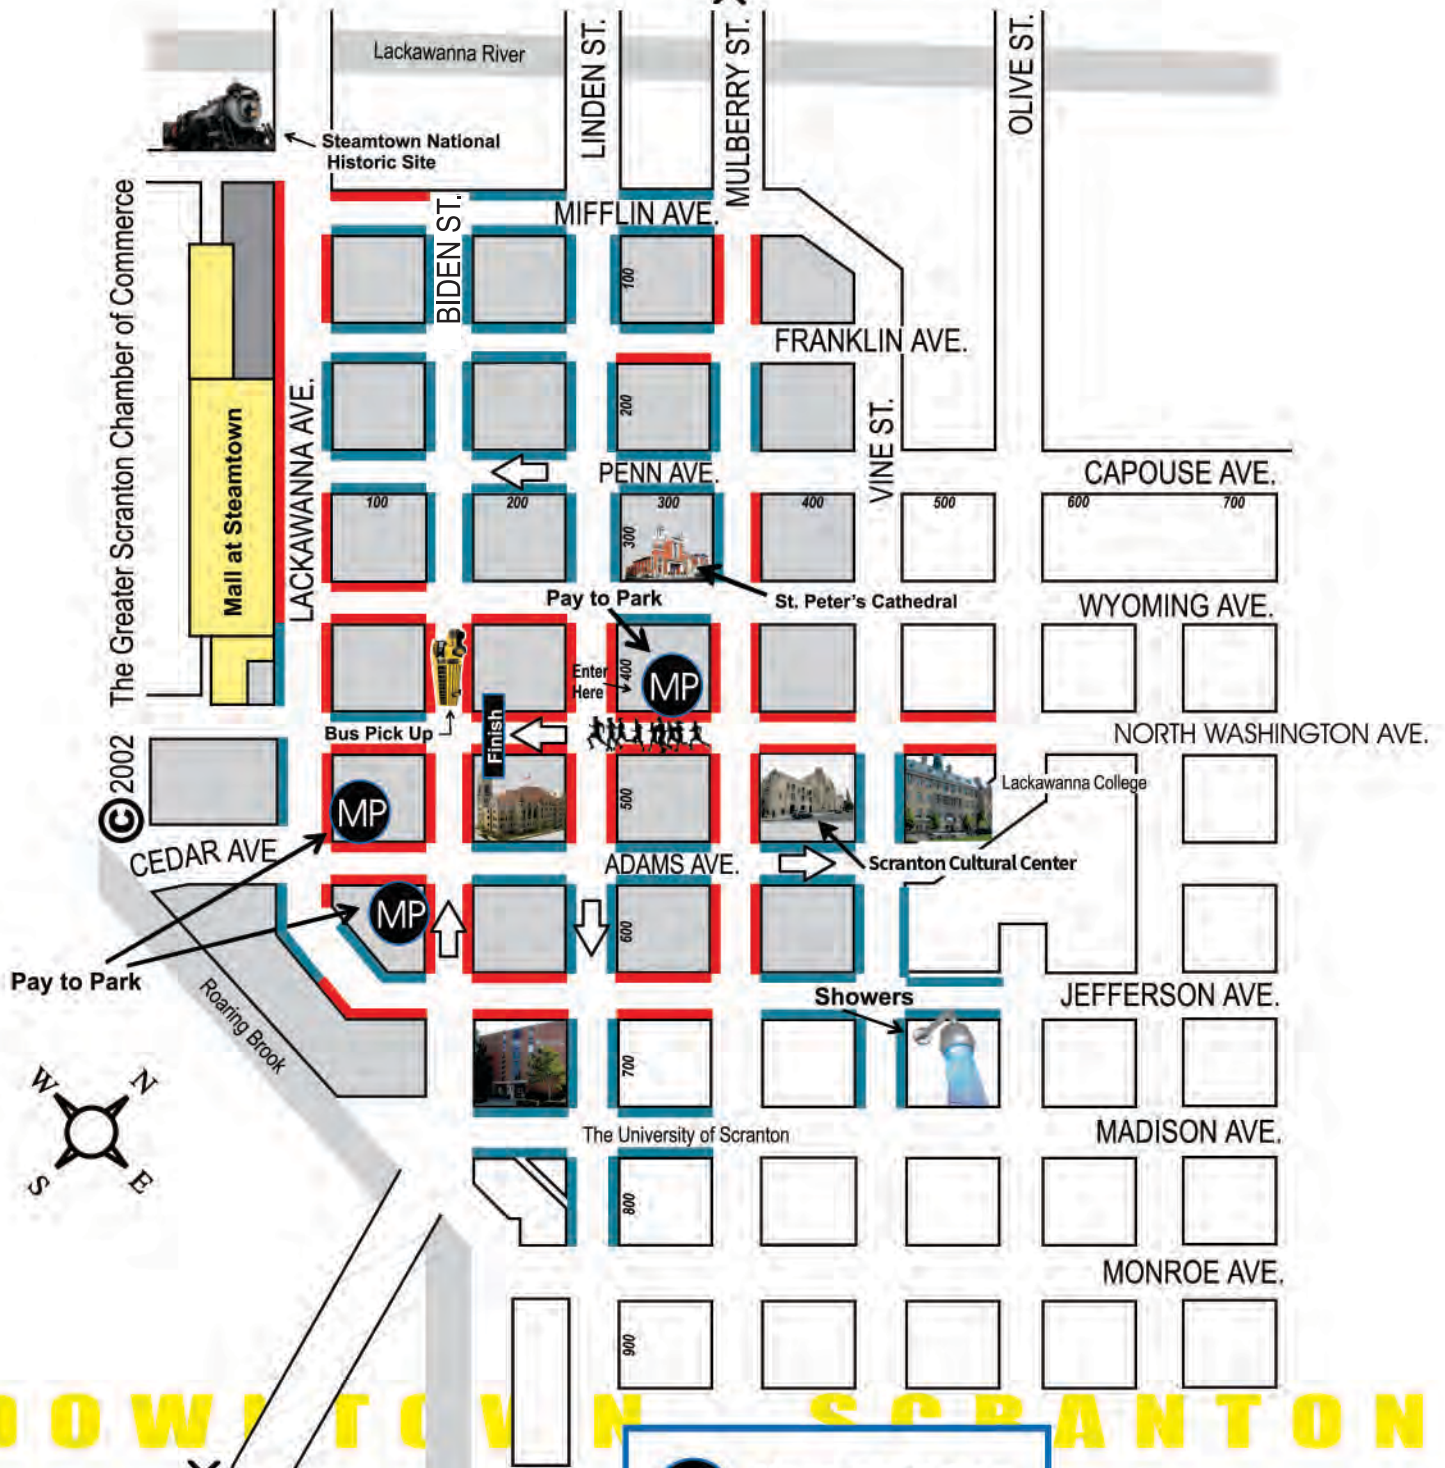 Lackawanna River
LINDEN ST.
MULBERRY ST.
OLIVE ST.
Steamtown National
Historic Site
The Greater Scranton Chamber of Commerce
© 2002
BIDEN ST.
MIFFLIN AVE.
100
FRANKLIN AVE.
Mall at Steamtown
LACKAWANNA AVE.
200
VINE ST.
PENN AVE.
CAPOUSE AVE.
100
200
300
400
500
600
700
300
Pay to Park
St. Peter's Cathedral
WYOMING AVE.
Enter
Here
400
MP
Bus Pick Up
Finish
NORTH WASHINGTON AVE.
MP
500
Lackawanna College
CEDAR AVE
ADAMS AVE.
Scranton Cultural Center
MP
600
Pay to Park
Roaring Brook
Showers
JEFFERSON AVE.
700
W
N
S
E
The University of Scranton
MADISON AVE.
800
MONROE AVE.
900
DOWNTOWN SCRANTON